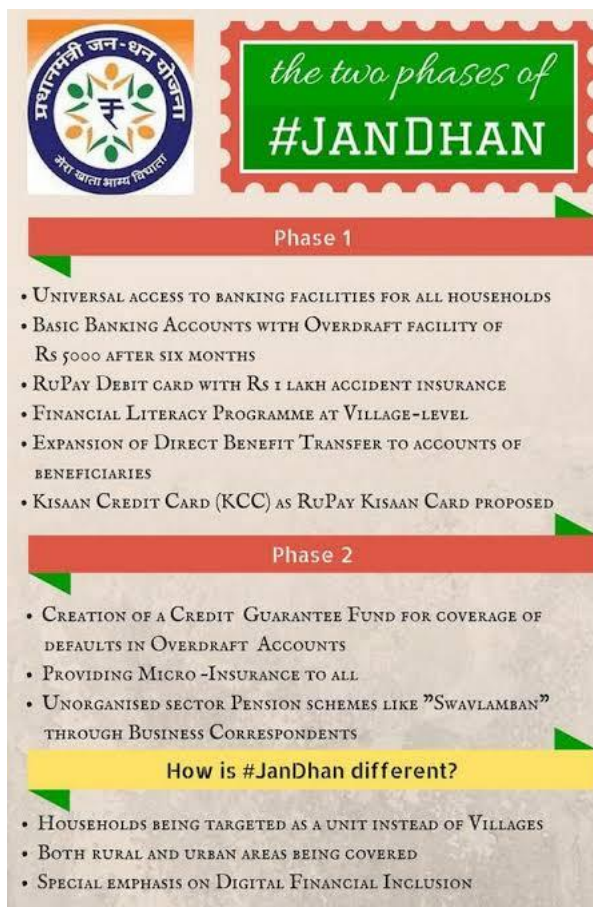 प्रधानमंत्री जन-धन योजना
मेरा खाता भाग्य विधाता
the two phases of
#JANDHAN
Phase 1
• UNIVERSAL ACCESS TO BANKING FACILITIES FOR ALL HOUSEHOLDS
• BASIC BANKING ACCOUNTS WITH OVERDRAFT FACILITY OF
RS 5000 AFTER SIX MONTHS
• RUPAY DEBIT CARD WITH RS 1 LAKH ACCIDENT INSURANCE
• FINANCIAL LITERACY PROGRAMME AT VILLAGE-LEVEL
• EXPANSION OF DIRECT BENEFIT TRANSFER TO ACCOUNTS OF
BENEFICIARIES
• KISAAN CREDIT CARD (KCC) AS RUPAY KISAAN CARD PROPOSED
Phase 2
• CREATION OF A CREDIT GUARANTEE FUND FOR COVERAGE OF
DEFAULTS IN OVERDRAFT ACCOUNTS
• PROVIDING MICRO -INSURANCE TO ALL
• UNORGANISED SECTOR PENSION SCHEMES LIKE "SWAVLAMBAN"
THROUGH BUSINESS CORRESPONDENTS
How is #JanDhan different?
• HOUSEHOLDS BEING TARGETED AS A UNIT INSTEAD OF VILLAGES
• BOTH RURAL AND URBAN AREAS BEING COVERED
• SPECIAL EMPHASIS ON DIGITAL FINANCIAL INCLUSION